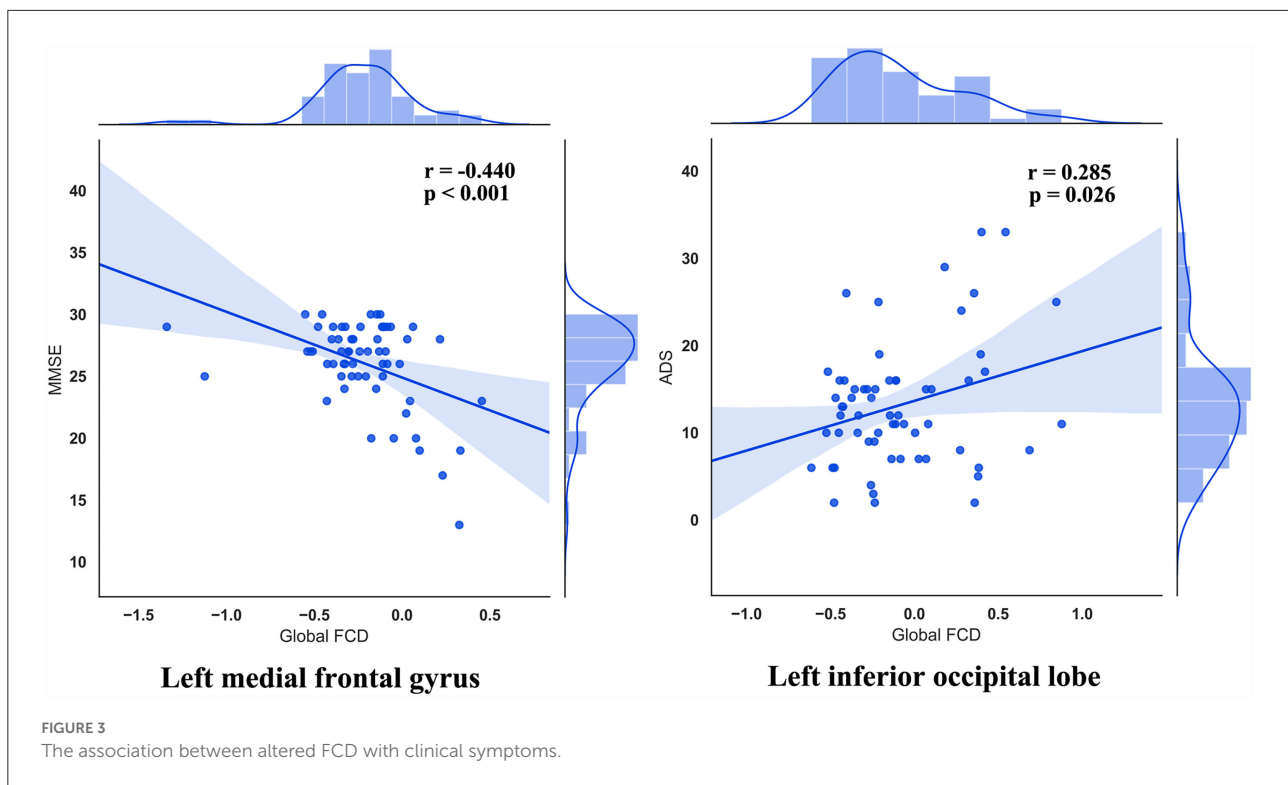 r = -0.440
p < 0.001
MMSE
40
35
30
25
20
15
10
−1.5 −1.0 −0.5 0.0 0.5
Global FCD
Left medial frontal gyrus
r = 0.285
p = 0.026
ADS
40
30
20
10
0
−1.0 −0.5 0.0 0.5 1.0
Global FCD
Left inferior occipital lobe
FIGURE 3
The association between altered FCD with clinical symptoms.